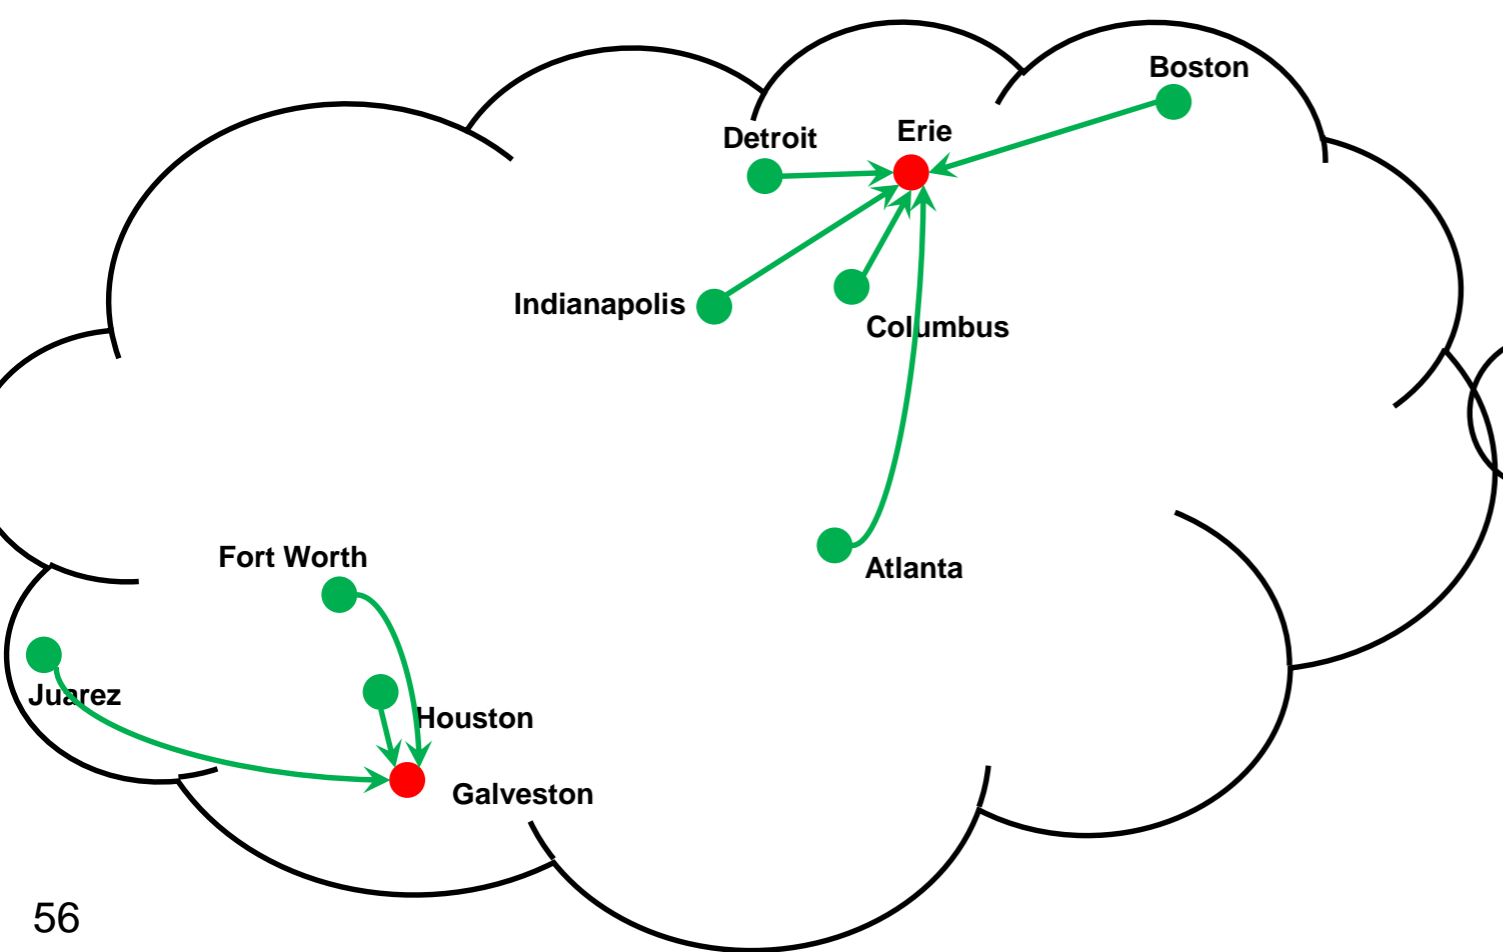 Boston
Detroit
Erie
Indianapolis
Columbus
Fort Worth
Atlanta
Juarez
Houston
Galveston
56